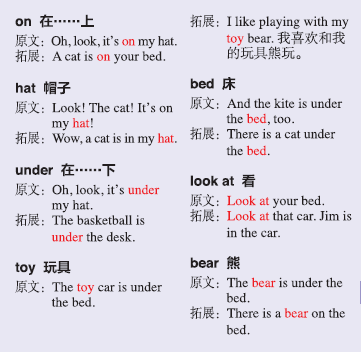 on 在……上
原文：Oh, look, it's on my hat.
拓展：A cat is on your bed.
hat 帽子
原文：Look! The cat! It's on
my hat!
拓展：Wow, a cat is in my hat.
under 在……下
原文：Oh, look, it's under
my hat.
拓展：The basketball is
under the desk.
toy 玩具
原文：The toy car is under
the bed.
拓展：I like playing with my
toy bear. 我喜欢和我
的玩具熊玩。
bed 床
原文：And the kite is under
the bed, too.
拓展：There is a cat under
the bed.
look at 看
原文：Look at your bed.
拓展：Look at that car. Jim is
in the car.
bear 熊
原文：The bear is under the
bed.
拓展：There is a bear on the
bed.